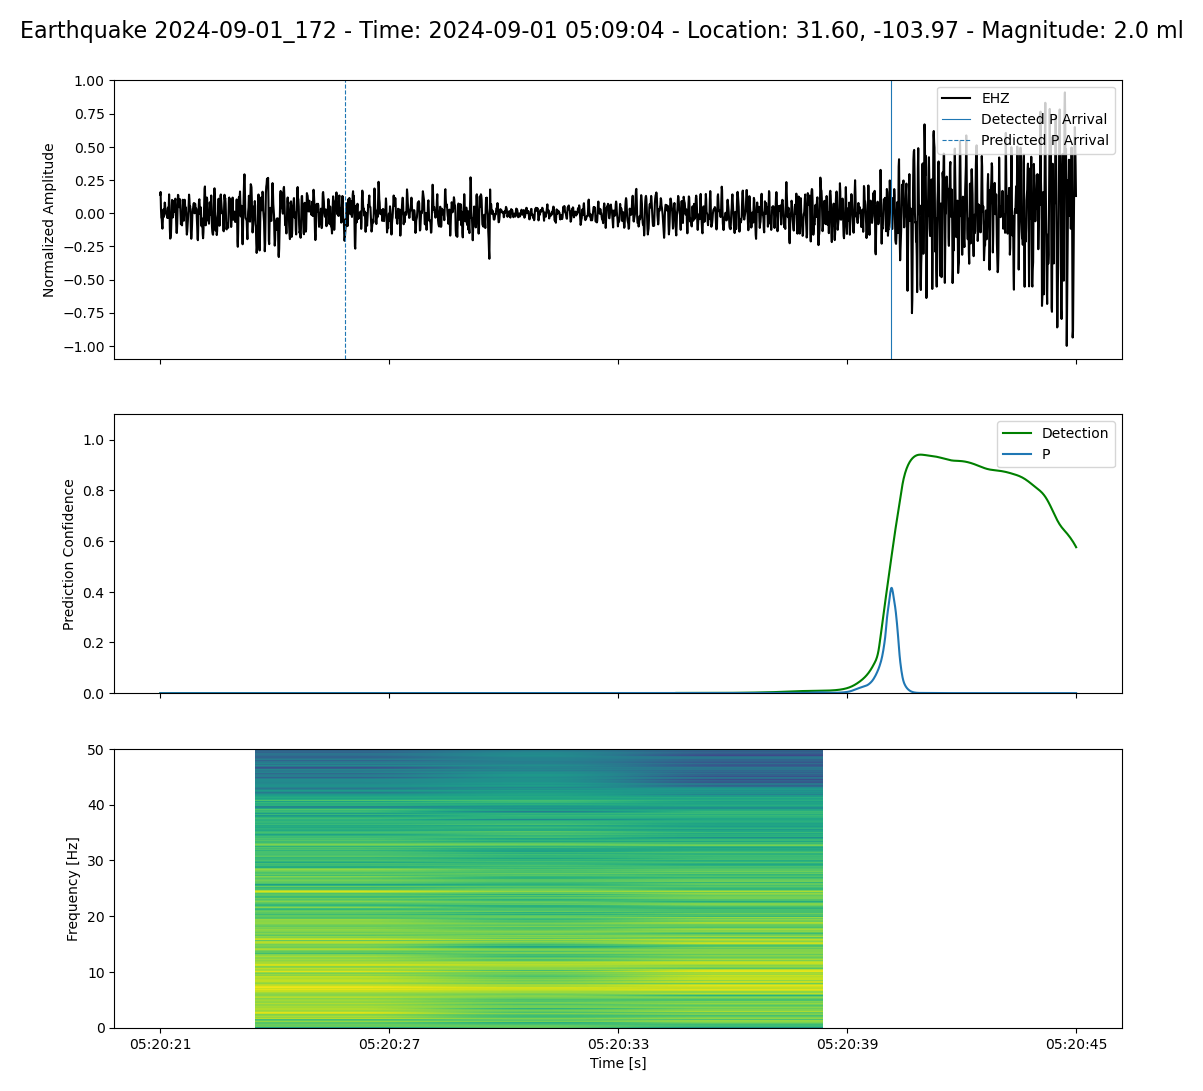 Earthquake 2024-09-01_172 - Time: 2024-09-01 05:09:04 - Location: 31.60, -103.97 - Magnitude: 2.0 ml
1.00
0.75
0.50
0.25
0.00
−0.25
−0.50
−0.75
−1.00
Normalized Amplitude
EHZ
Detected P Arrival
Predicted P Arrival
1.0
0.8
0.6
0.4
0.2
0.0
Prediction Confidence
Detection
P
50
40
30
20
10
0
Frequency [Hz]
05:20:21
05:20:27
05:20:33
05:20:39
05:20:45
Time [s]